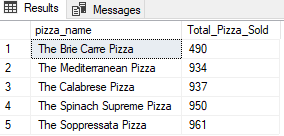 Results Messages
pizza_name Total_Pizza_Sold
1 The Brie Carre Pizza 490
2 The Mediterranean Pizza 934
3 The Calabrese Pizza 937
4 The Spinach Supreme Pizza 950
5 The Soppressata Pizza 961